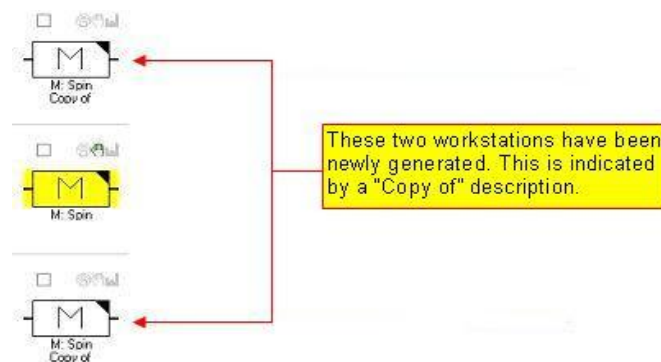 M
M: Spin
Copy of
These two workstations have been
newly generated. This is indicated
by a "Copy of" description.
M
M: Spin
M
M: Spin
Copy of